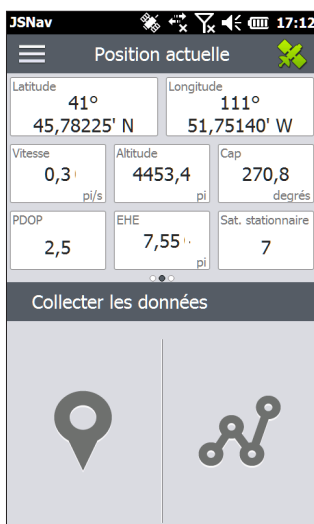 JSNav 17:12
Position actuelle
Latitude
41°
45,78225' N
Longitude
111°
51,75140' W
Vitesse
0,3
pi/s
Altitude
4453,4
pi
Cap
270,8
degrés
PDOP
2,5
EHE
7,55
pi
Sat. stationnaire
7
Collecter les données